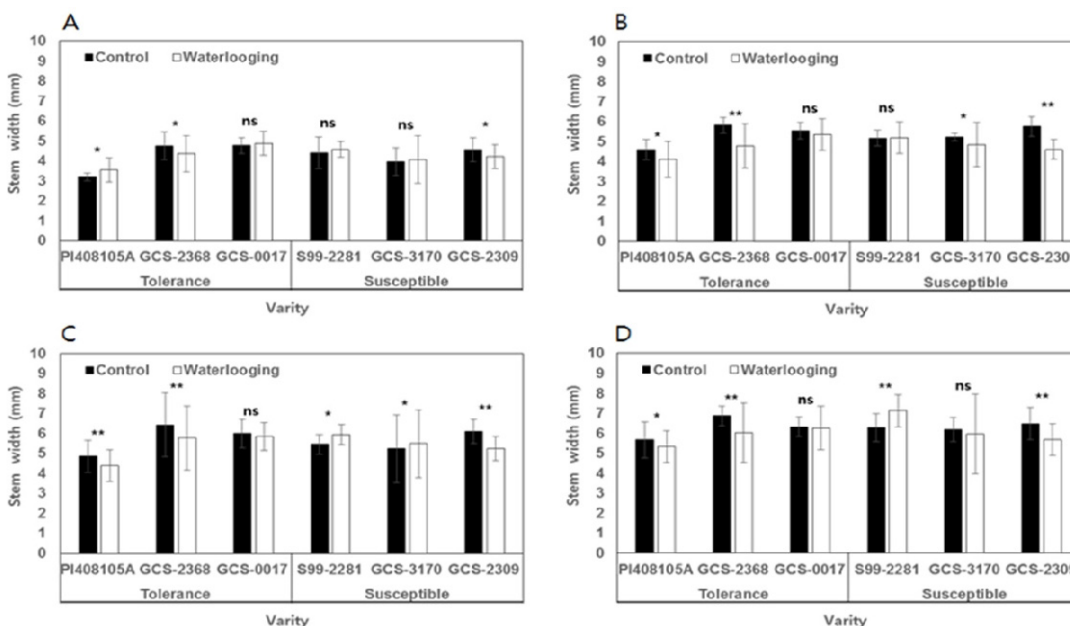 A
Stem width (mm)
10
9
8
7
6
5
4
3
2
1
0
Control Waterlooging
* * ns ns ns *
PI408105A GCS-2368 GCS-0017 S99-2281 GCS-3170 GCS-2309
Tolerance Susceptible
Varity
B
Stem width (mm)
10
9
8
7
6
5
4
3
2
1
0
Control Waterlooging
* ** ns ns * **
PI408105A GCS-2368 GCS-0017 S99-2281 GCS-3170 GCS-230
Tolerance Susceptible
Varity
C
Stem width (mm)
10
9
8
7
6
5
4
3
2
1
0
Control Waterlooging
** ** ns * * **
PI408105A GCS-2368 GCS-0017 S99-2281 GCS-3170 GCS-2309
Tolerance Susceptible
Varity
D
Stem width (mm)
10
9
8
7
6
5
4
3
2
1
0
Control Waterlooging
* ** ns ** ns **
PI408105A GCS-2368 GCS-0017 S99-2281 GCS-3170 GCS-230
Tolerance Susceptible
Varity